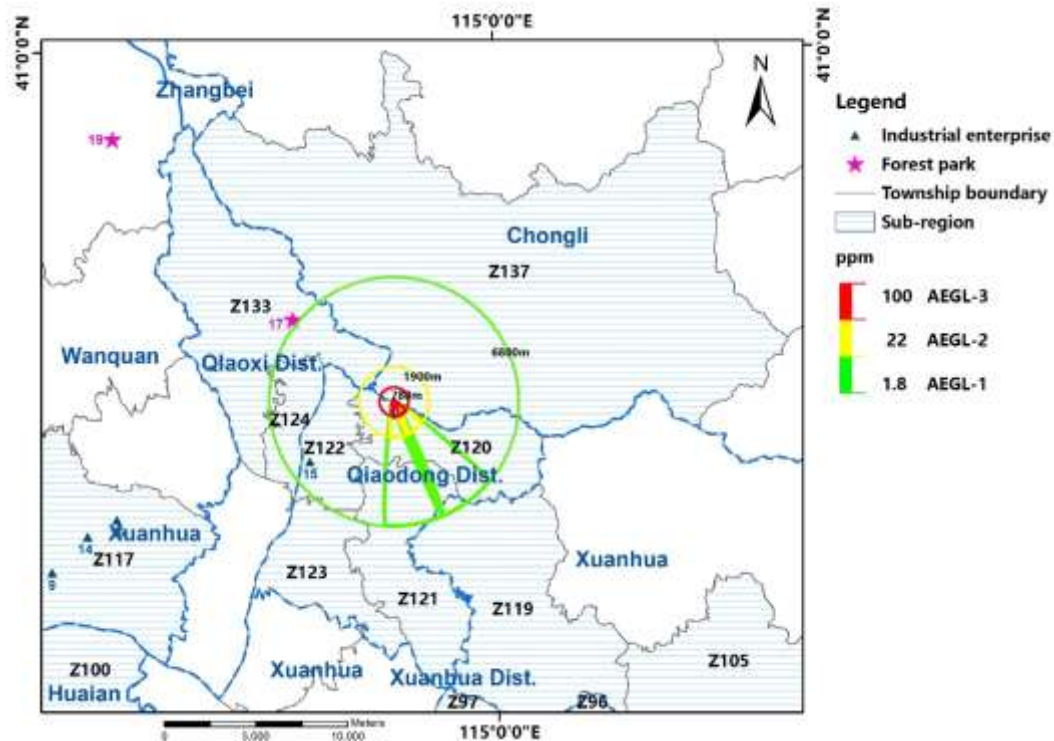 115°0'0"E
41°0'0"N
41°0'0"N
Zhangbei
N
19
Legend
Industrial enterprise
Forest park
Township boundary
Sub-region
ppm
100 AEGL-3
22 AEGL-2
1.8 AEGL-1
Chongli
Z137
Z133
17
Wanquan
Qiaoxi Dist.
6600m
1900m
Z124
Z122
Z120
15
Qiaodong Dist.
Xuanhua
14
Z117
9
Xuanhua
Z123
Z121
Z119
Z100
Huaian
Xuanhua
Xuanhua Dist.
Z105
Z97
Z96
Meters
0 5,000 10,000
115°0'0"E